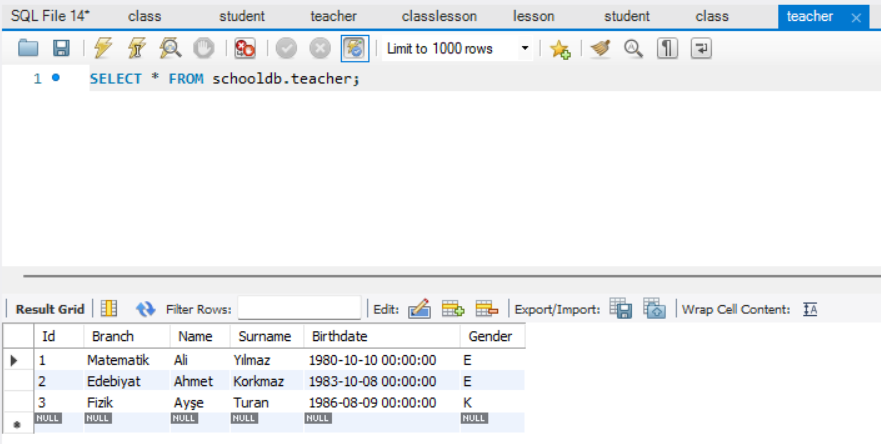 SQL File 14* class student teacher classlesson lesson student class teacher
Limit to 1000 rows
1 SELECT * FROM schooldb.teacher;
Result Grid Filter Rows: Edit: Export/Import: Wrap Cell Content: IA
Id Branch Name Surname Birthdate Gender
1 Matematik Ali Yılmaz 1980-10-10 00:00:00 E
2 Edebiyat Ahmet Korkmaz 1983-10-08 00:00:00 E
3 Fizik Ayşe Turan 1986-08-09 00:00:00 K
NULL NULL NULL NULL NULL NULL